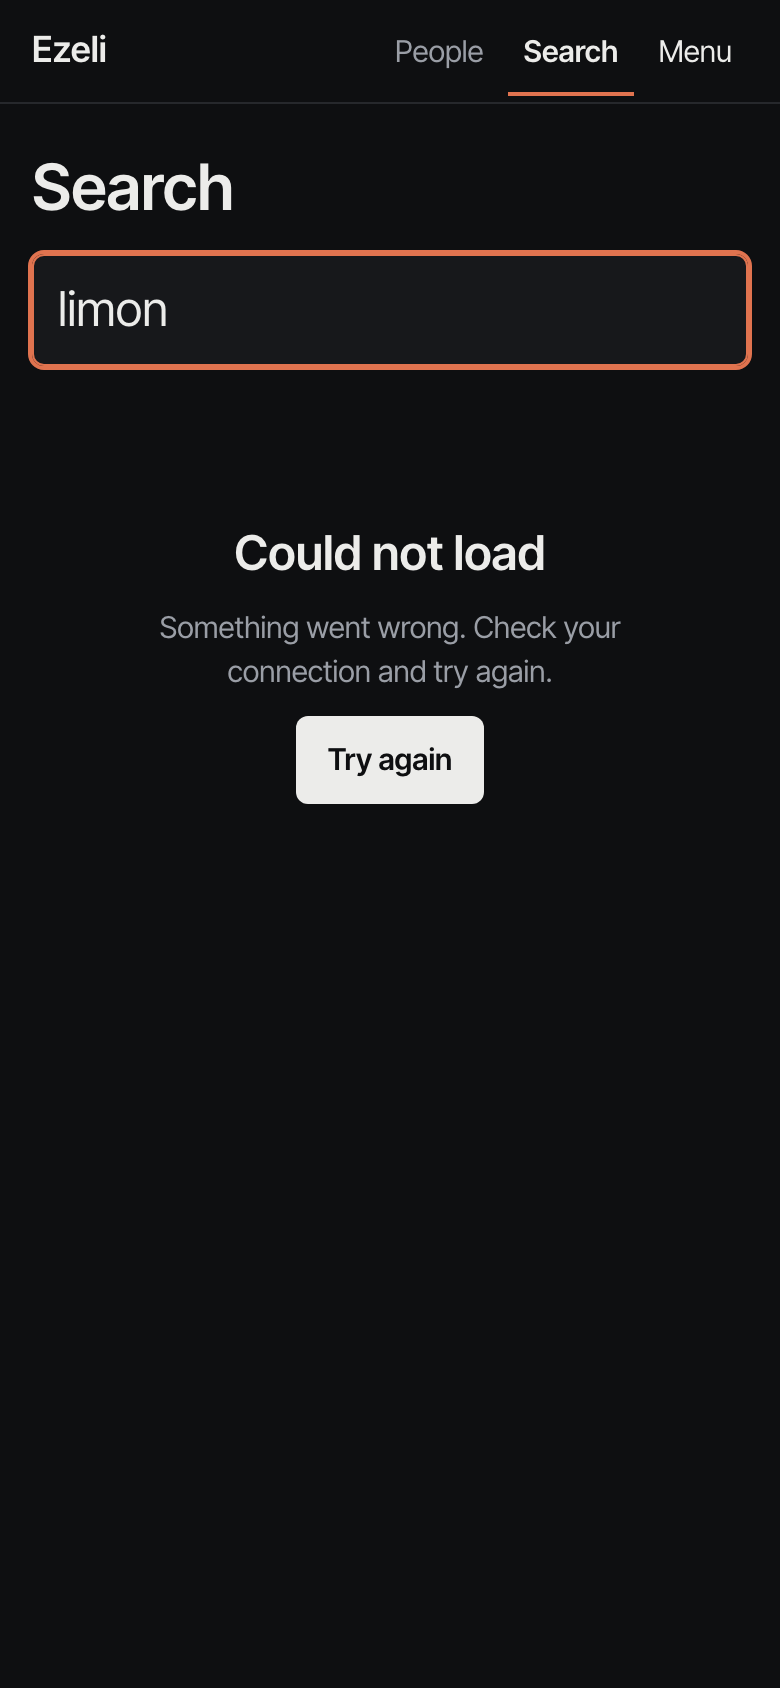 Ezeli
People Search Menu
Search
limon
Could not load
Something went wrong. Check your
connection and try again.
Try again